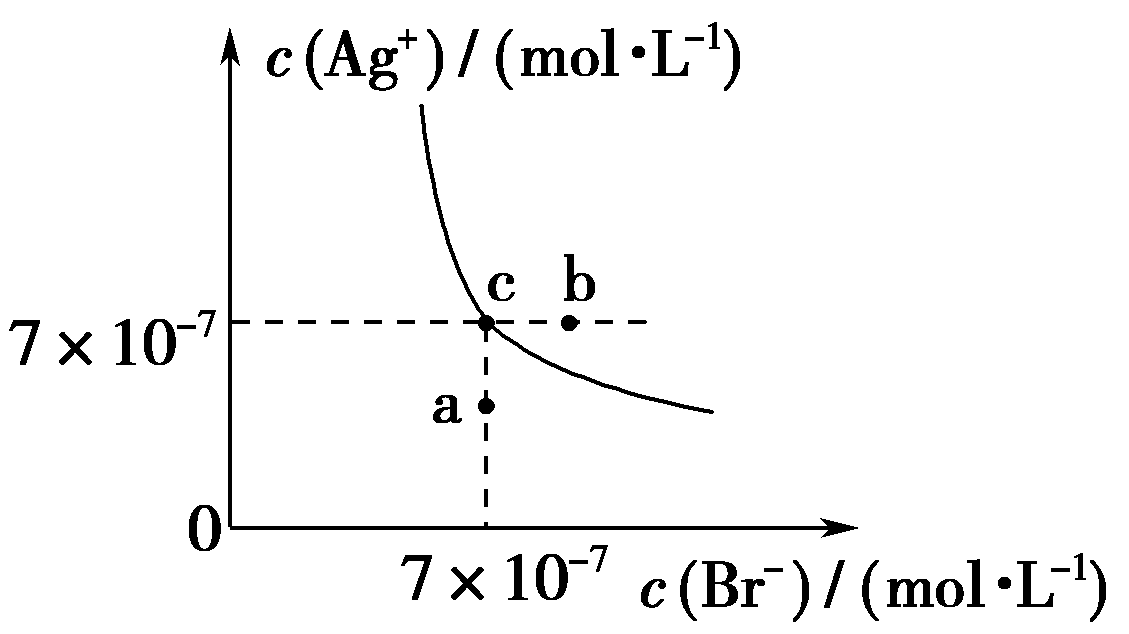 c(Ag⁺)/(mol·L⁻¹)
c
b
7×10⁻⁷
a
0
7×10⁻⁷
c(Br⁻)/(mol·L⁻¹)